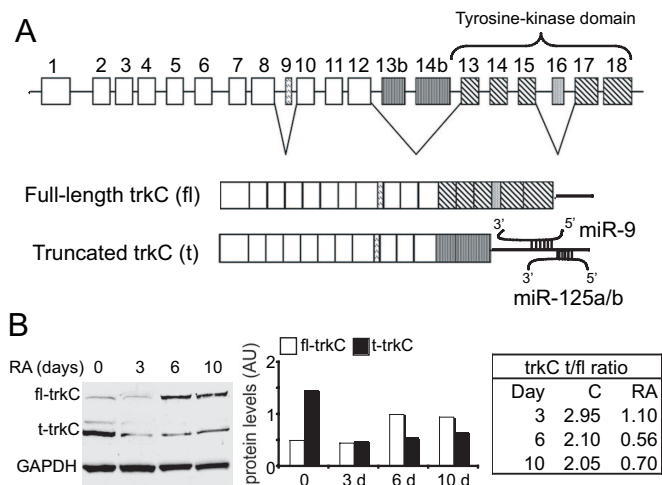 A
Tyrosine-kinase domain
1 2 3 4 5 6 7 8 9 10 11 12 13b 14b 13 14 15 16 17 18
Full-length trkC (fl)
Truncated trkC (t)
3’ 5’ miR-9
3’ 5’
miR-125a/b
B
RA (days) 0 3 6 10
fl-trkC
t-trkC
GAPDH
fl-trkC t-trkC
protein levels (AU)
2
1
0
0 3 d 6 d 10 d
trkC t/fl ratio
Day C RA
3 2.95 1.10
6 2.10 0.56
10 2.05 0.70